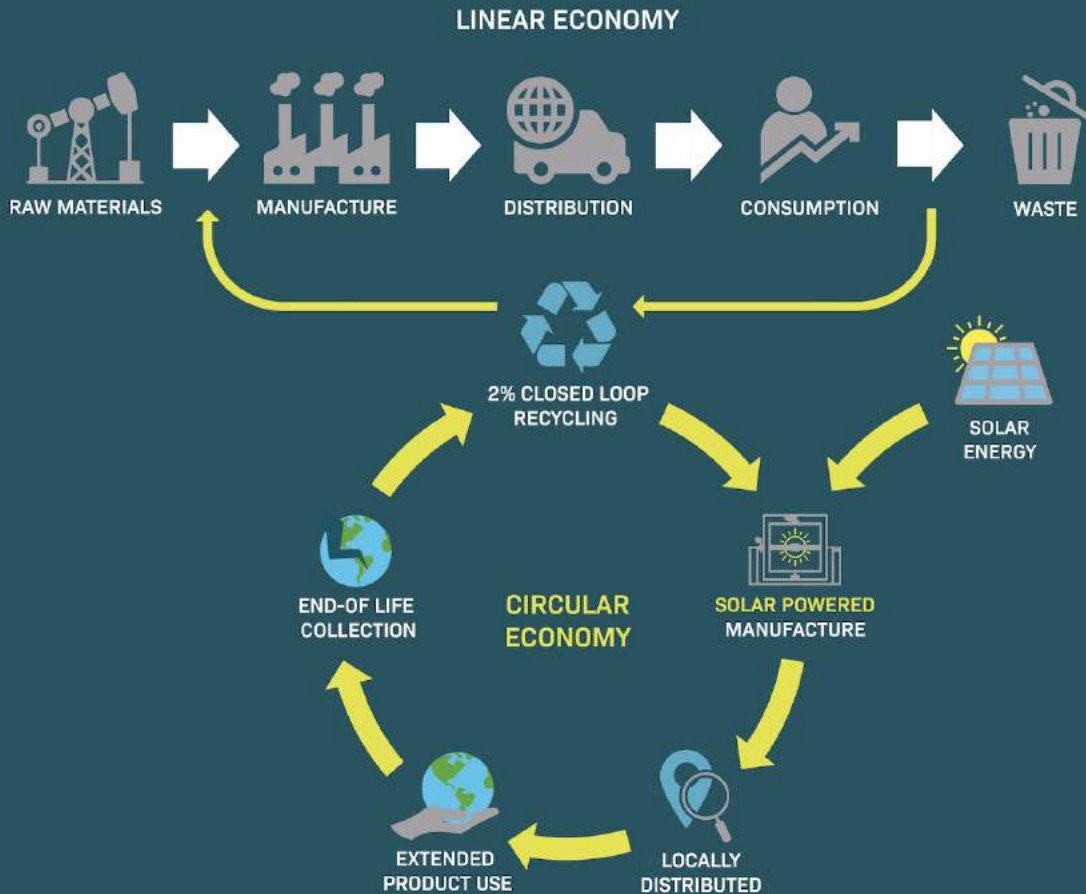 LINEAR ECONOMY
RAW MATERIALS
MANUFACTURE
DISTRIBUTION
CONSUMPTION
WASTE
2% CLOSED LOOP
RECYCLING
SOLAR
ENERGY
SOLAR POWERED
MANUFACTURE
LOCALLY
DISTRIBUTED
EXTENDED
PRODUCT USE
END-OF LIFE
COLLECTION
CIRCULAR
ECONOMY